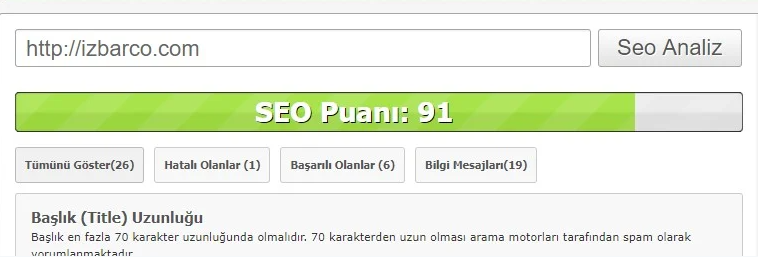 http://izbarco.com
Seo Analiz
SEO Puanı: 91
Tümünü Göster(26)
Hatalı Olanlar (1)
Başarılı Olanlar (6)
Bilgi Mesajları(19)
Başlık (Title) Uzunluğu
Başlık en fazla 70 karakter uzunluğunda olmalıdır. 70 karakterden uzun olması arama motorları tarafından spam olarak
yorumlanmaktadır